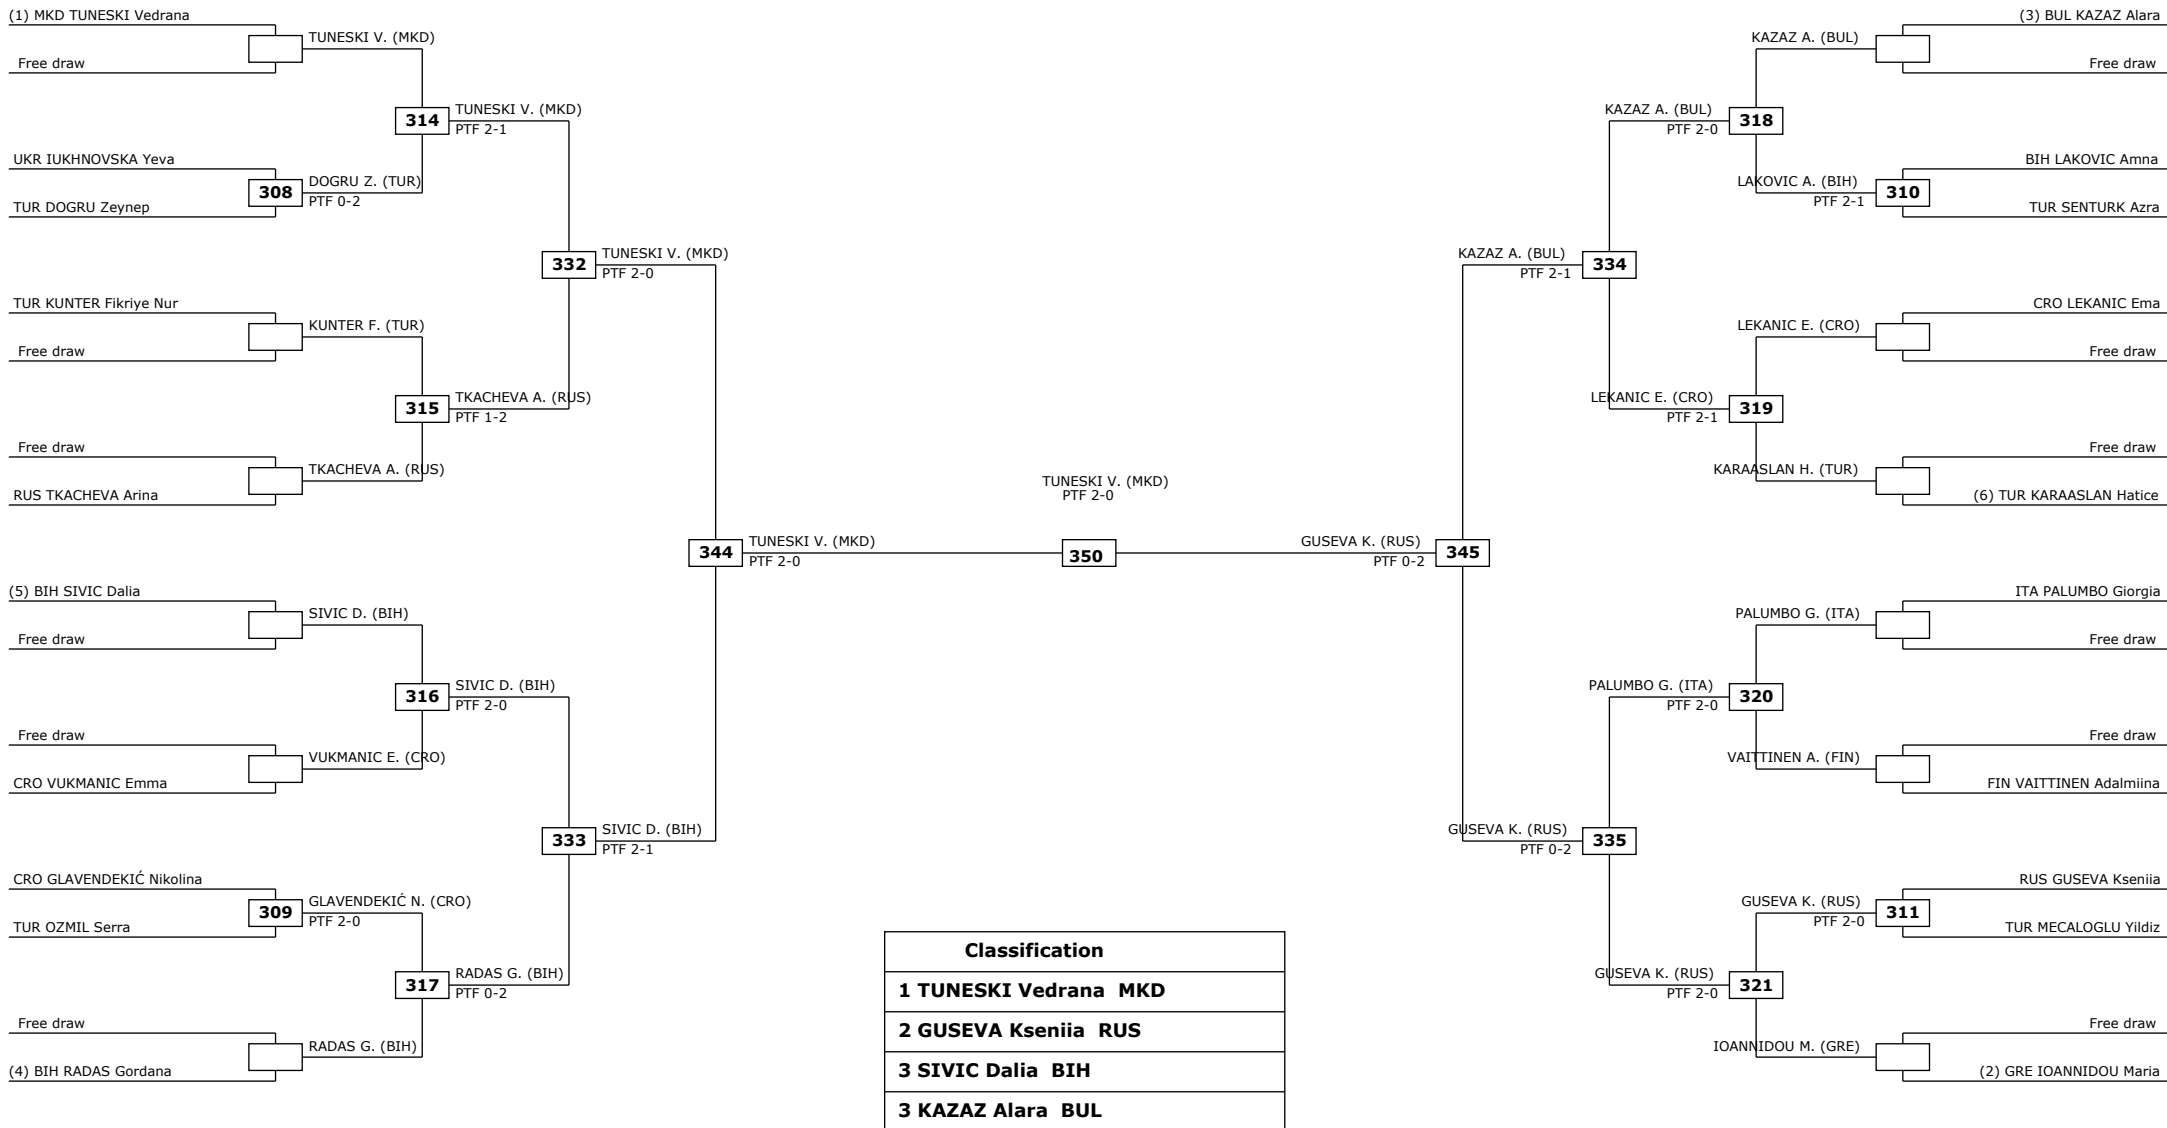 (1) MKD TUNESKI Vedrana
Free draw
TUNESKI V. (MKD)
314
TUNESKI V. (MKD)
PTF 2-1
UKR IUKHNOVSKA Yeva
TUR DOGRU Zeynep
308
DOGRU Z. (TUR)
PTF 0-2
332
TUNESKI V. (MKD)
PTF 2-0
TUR KUNTER Fikriye Nur
Free draw
KUNTER F. (TUR)
315
TKACHEVA A. (RUS)
PTF 1-2
Free draw
RUS TKACHEVA Arina
TKACHEVA A. (RUS)
344
TUNESKI V. (MKD)
PTF 2-0
(5) BIH SIVIC Dalia
Free draw
SIVIC D. (BIH)
316
SIVIC D. (BIH)
PTF 2-0
Free draw
CRO VUKMANIC Emma
VUKMANIC E. (CRO)
333
SIVIC D. (BIH)
PTF 2-1
CRO GLAVENDEKIĆ Nikolina
TUR OZMIL Serra
309
GLAVENDEKIĆ N. (CRO)
PTF 2-0
317
RADAS G. (BIH)
PTF 0-2
Free draw
(4) BIH RADAS Gordana
RADAS G. (BIH)
TUNESKI V. (MKD)
PTF 2-0
350
(3) BUL KAZAZ Alara
Free draw
KAZAZ A. (BUL)
318
KAZAZ A. (BUL)
PTF 2-0
BIH LAKOVIC Amna
TUR SENTURK Azra
310
LAKOVIC A. (BIH)
PTF 2-1
334
KAZAZ A. (BUL)
PTF 2-1
CRO LEKANIC Ema
Free draw
LEKANIC E. (CRO)
319
LEKANIC E. (CRO)
PTF 2-1
Free draw
(6) TUR KARAASLAN Hatice
KARAASLAN H. (TUR)
345
GUSEVA K. (RUS)
PTF 0-2
ITA PALUMBO Giorgia
Free draw
PALUMBO G. (ITA)
320
PALUMBO G. (ITA)
PTF 2-0
Free draw
FIN VAITTINEN Adalmiina
VAITTINEN A. (FIN)
335
GUSEVA K. (RUS)
PTF 0-2
RUS GUSEVA Kseniia
TUR MECALOGLU Yildiz
311
GUSEVA K. (RUS)
PTF 2-0
321
GUSEVA K. (RUS)
PTF 2-0
Free draw
(2) GRE IOANNIDOU Maria
IOANNIDOU M. (GRE)
Classification
1 TUNESKI Vedrana MKD
2 GUSEVA Kseniia RUS
3 SIVIC Dalia BIH
3 KAZAZ Alara BUL